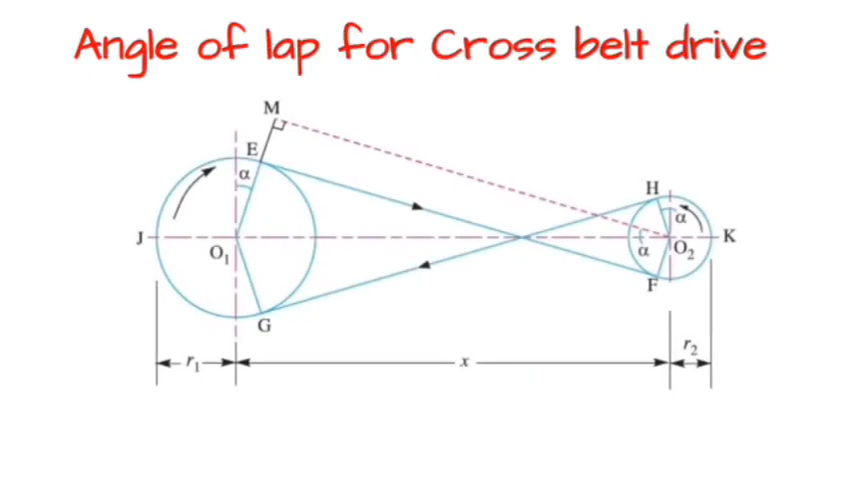 Angle of lap for Cross belt drive
M
E
α
H
α
J
O₁
α
O₂
K
F
G
r₁
x
r₂